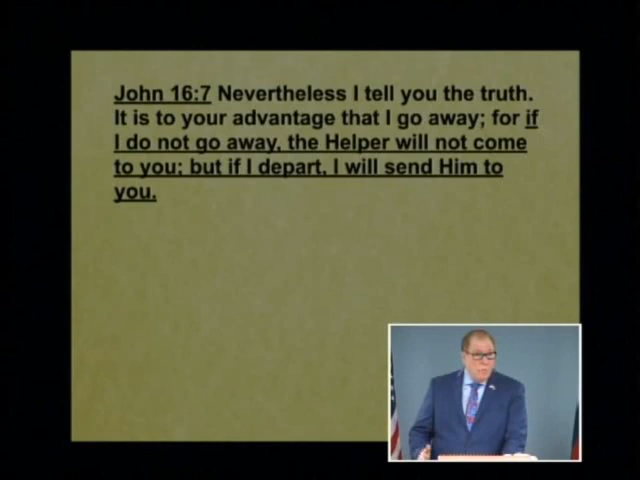 John 16:7 Nevertheless I tell you the truth.
It is to your advantage that I go away; for if
I do not go away, the Helper will not come
to you; but if I depart, I will send Him to
you.